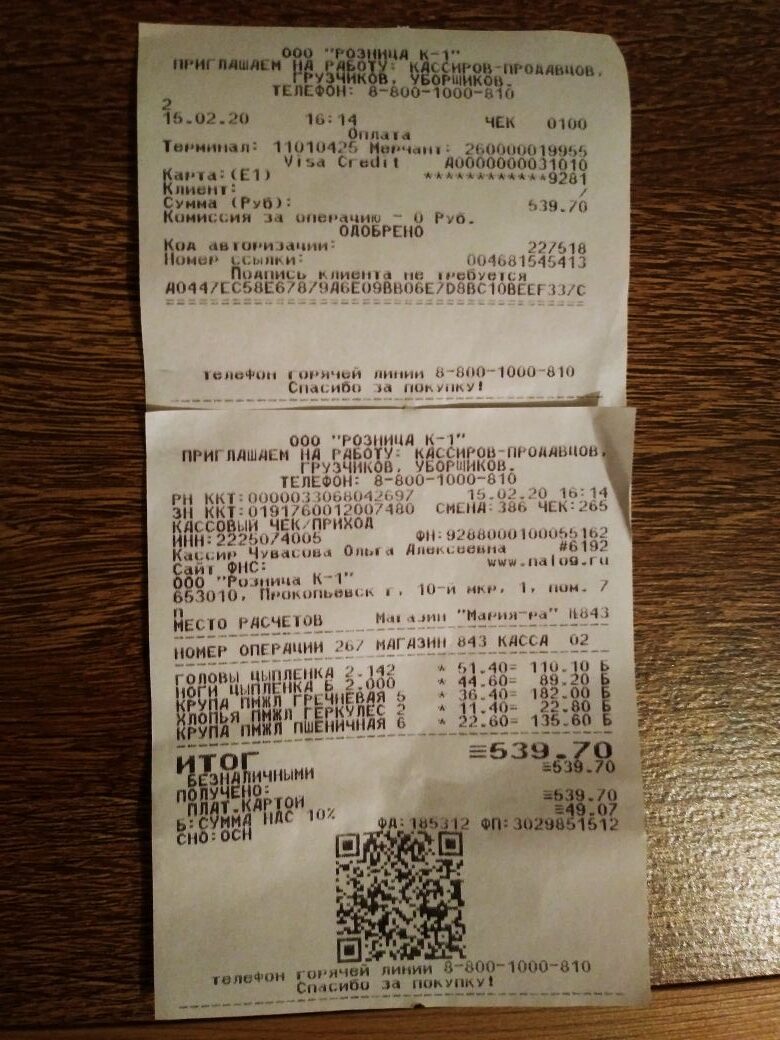 ООО "РОЗНИЦА К-1"
ПРИГЛАШАЕМ НА РАБОТУ: КАССИРОВ-ПРОДАВЦОВ,
ГРУЗЧИКОВ, УБОРЩИКОВ.
ТЕЛЕФОН: 8-800-1000-810
2
15.02.20 16:14 ЧЕК 0100
Оплата
Терминал: 11010425 Мерчант: 260000019955
Visa Credit A0000000031010
Карта:(E1) ************9281
Клиент: /
Сумма (Руб): 539.70
Комиссия за операцию - 0 Руб.
ОДОБРЕНО
Код авторизации: 227518
Номер ссылки: 004681545413
Подпись клиента не требуется
A0447EC58E67879A6E09BB06E7D8BC10BEEF337C
========================================
телефон горячей линии 8-800-1000-810
Спасибо за покупку!
ООО "РОЗНИЦА К-1"
ПРИГЛАШАЕМ НА РАБОТУ: КАССИРОВ-ПРОДАВЦОВ,
ГРУЗЧИКОВ, УБОРЩИКОВ.
ТЕЛЕФОН: 8-800-1000-810
РН ККТ:0000033068042697 15.02.20 16:14
ЗН ККТ:0191760012007480 СМЕНА:386 ЧЕК:265
КАССОВЫЙ ЧЕК/ПРИХОД
ИНН:2225074005 ФН:9288000100055162
Кассир Чувасова Ольга Алексеевна #6192
Сайт ФНС: www.nalog.ru
ООО "Розница К-1"
653010, Прокопьевск г, 10-й мкр, 1, пом. 7
п
МЕСТО РАСЧЕТОВ Магазин "Мария-ра" №843
НОМЕР ОПЕРАЦИИ 267 МАГАЗИН 843 КАССА 02
ГОЛОВЫ ЦЫПЛЕНКА 2.142 * 51.40= 110.10 Б
НОГИ ЦЫПЛЕНКА Б 2.000 * 44.60= 89.20 Б
КРУПА ПМЖЛ ГРЕЧНЕВАЯ 5 * 36.40= 182.00 Б
ХЛОПЬЯ ПМЖЛ ГЕРКУЛЕС 2 * 11.40= 22.80 Б
КРУПА ПМЖЛ ПШЕНИЧНАЯ 6 * 22.60= 135.60 Б
ИТОГ ≡539.70
БЕЗНАЛИЧНЫМИ ≡539.70
ПОЛУЧЕНО:
ПЛАТ.КАРТОЙ ≡539.70
Б:СУММА НДС 10% ≡49.07
СНО:ОСН ФД:185312 ФП:3029851512
телефон горячей линии 8-800-1000-810
Спасибо за покупку!